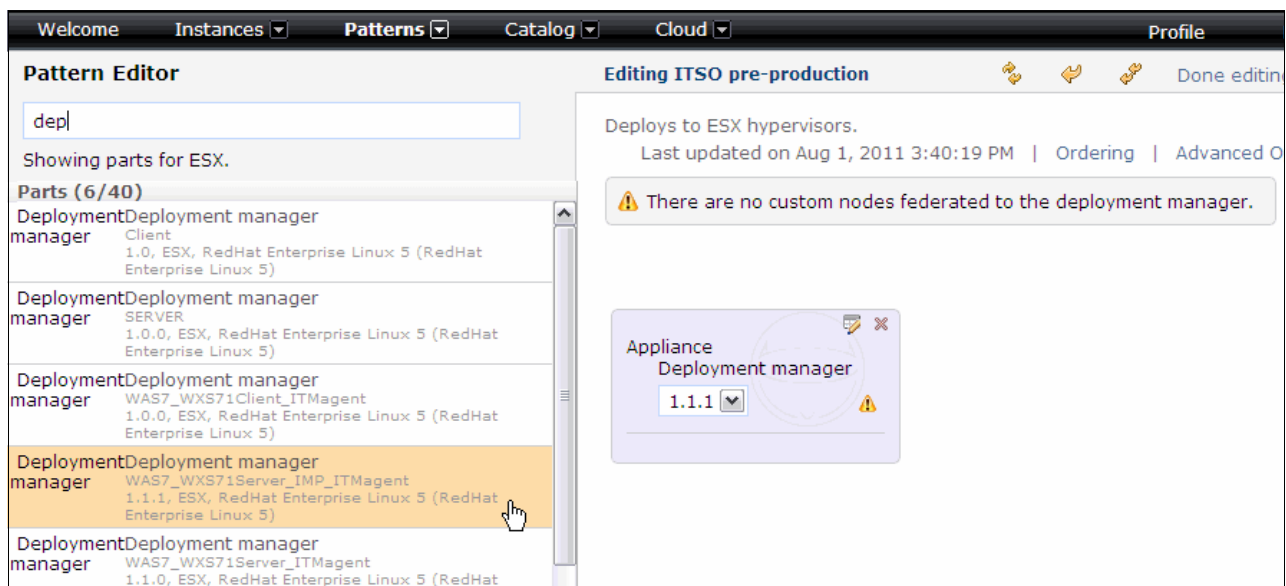 Welcome Instances Patterns Catalog Cloud Profile
Pattern Editor
dep
Showing parts for ESX.
Parts (6/40)
Deployment manager Deployment manager
Client
1.0, ESX, RedHat Enterprise Linux 5 (RedHat
Enterprise Linux 5)
Deployment manager Deployment manager
SERVER
1.0.0, ESX, RedHat Enterprise Linux 5 (RedHat
Enterprise Linux 5)
Deployment manager Deployment manager
WAS7_WXS71Client_ITMagent
1.0.0, ESX, RedHat Enterprise Linux 5 (RedHat
Enterprise Linux 5)
Deployment manager Deployment manager
WAS7_WXS71Server_IMP_ITMagent
1.1.1, ESX, RedHat Enterprise Linux 5 (RedHat
Enterprise Linux 5)
Deployment manager Deployment manager
WAS7_WXS71Server_ITMagent
1.1.0, ESX, RedHat Enterprise Linux 5 (RedHat
Editing ITSO pre-production Done editin
Deploys to ESX hypervisors.
Last updated on Aug 1, 2011 3:40:19 PM | Ordering | Advanced O
There are no custom nodes federated to the deployment manager.
Appliance
Deployment manager
1.1.1